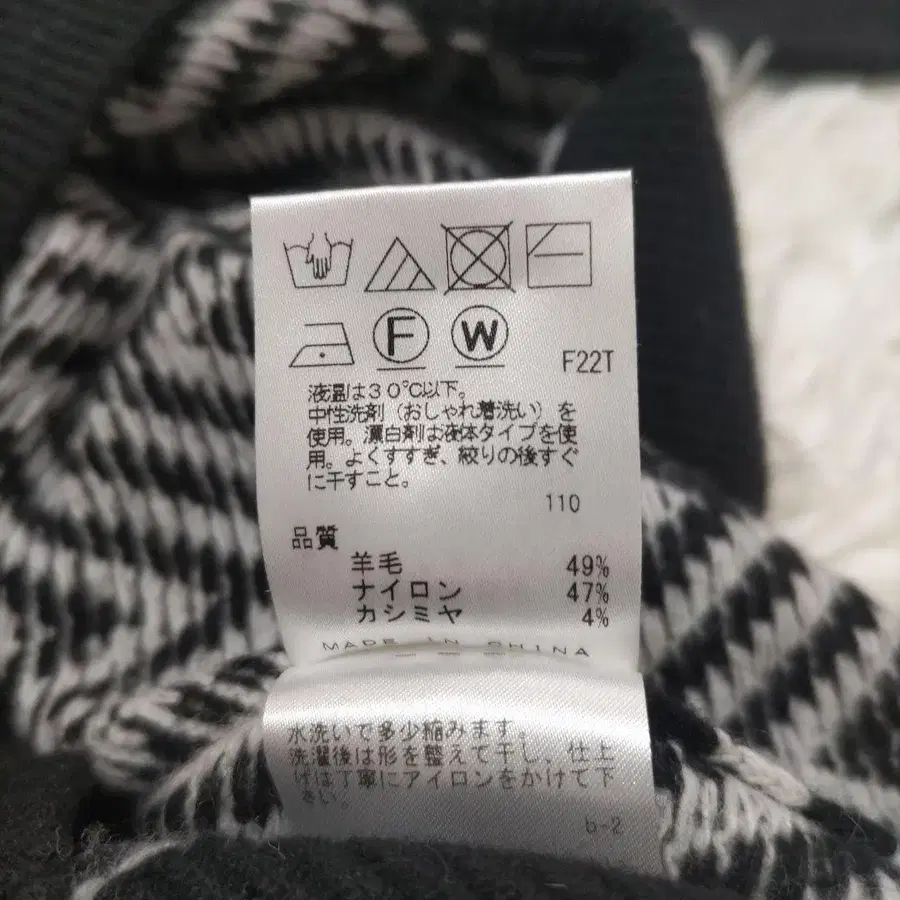 F W F22T
液温は30℃以下。
中性洗剤（おしゃれ着洗い）を
使用。漂白剤は液体タイプを使
用。よくすすぎ、絞りの後すぐ
に干すこと。
110
品質
羊毛 49%
ナイロン 47%
カシミヤ 4%
MADE IN CHINA
水洗いで多少縮みます。
洗濯後は形を整えて干し、仕上
げは丁寧にアイロンをかけて下
さい。
b-2